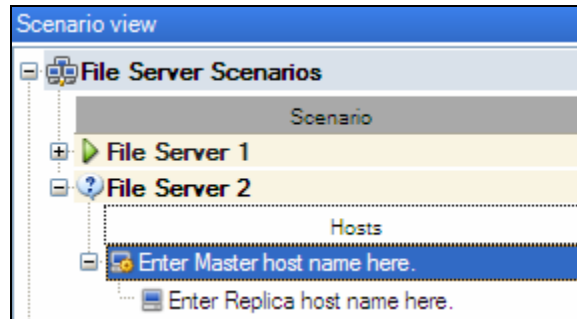 Scenario view
File Server Scenarios
Scenario
File Server 1
File Server 2
Hosts
Enter Master host name here.
Enter Replica host name here.